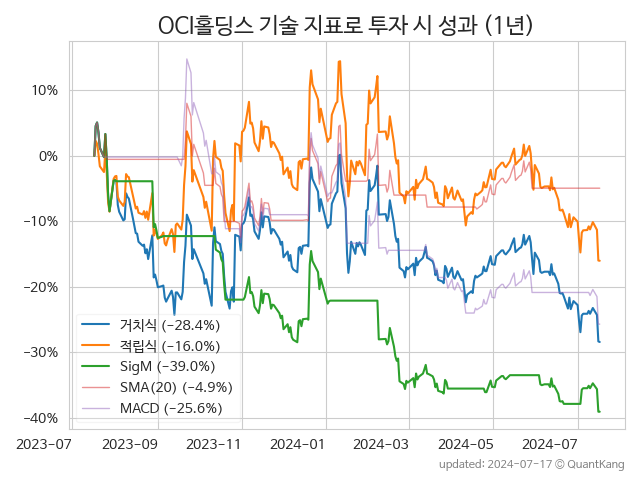 OCI홀딩스 기술 지표로 투자 시 성과 (1년)
10%
0%
−10%
−20%
−30%
−40%
거치식 (−28.4%)
적립식 (−16.0%)
SigM (−39.0%)
SMA(20) (−4.9%)
MACD (−25.6%)
2023-07 2023-09 2023-11 2024-01 2024-03 2024-05 2024-07
updated: 2024-07-17 © QuantKang